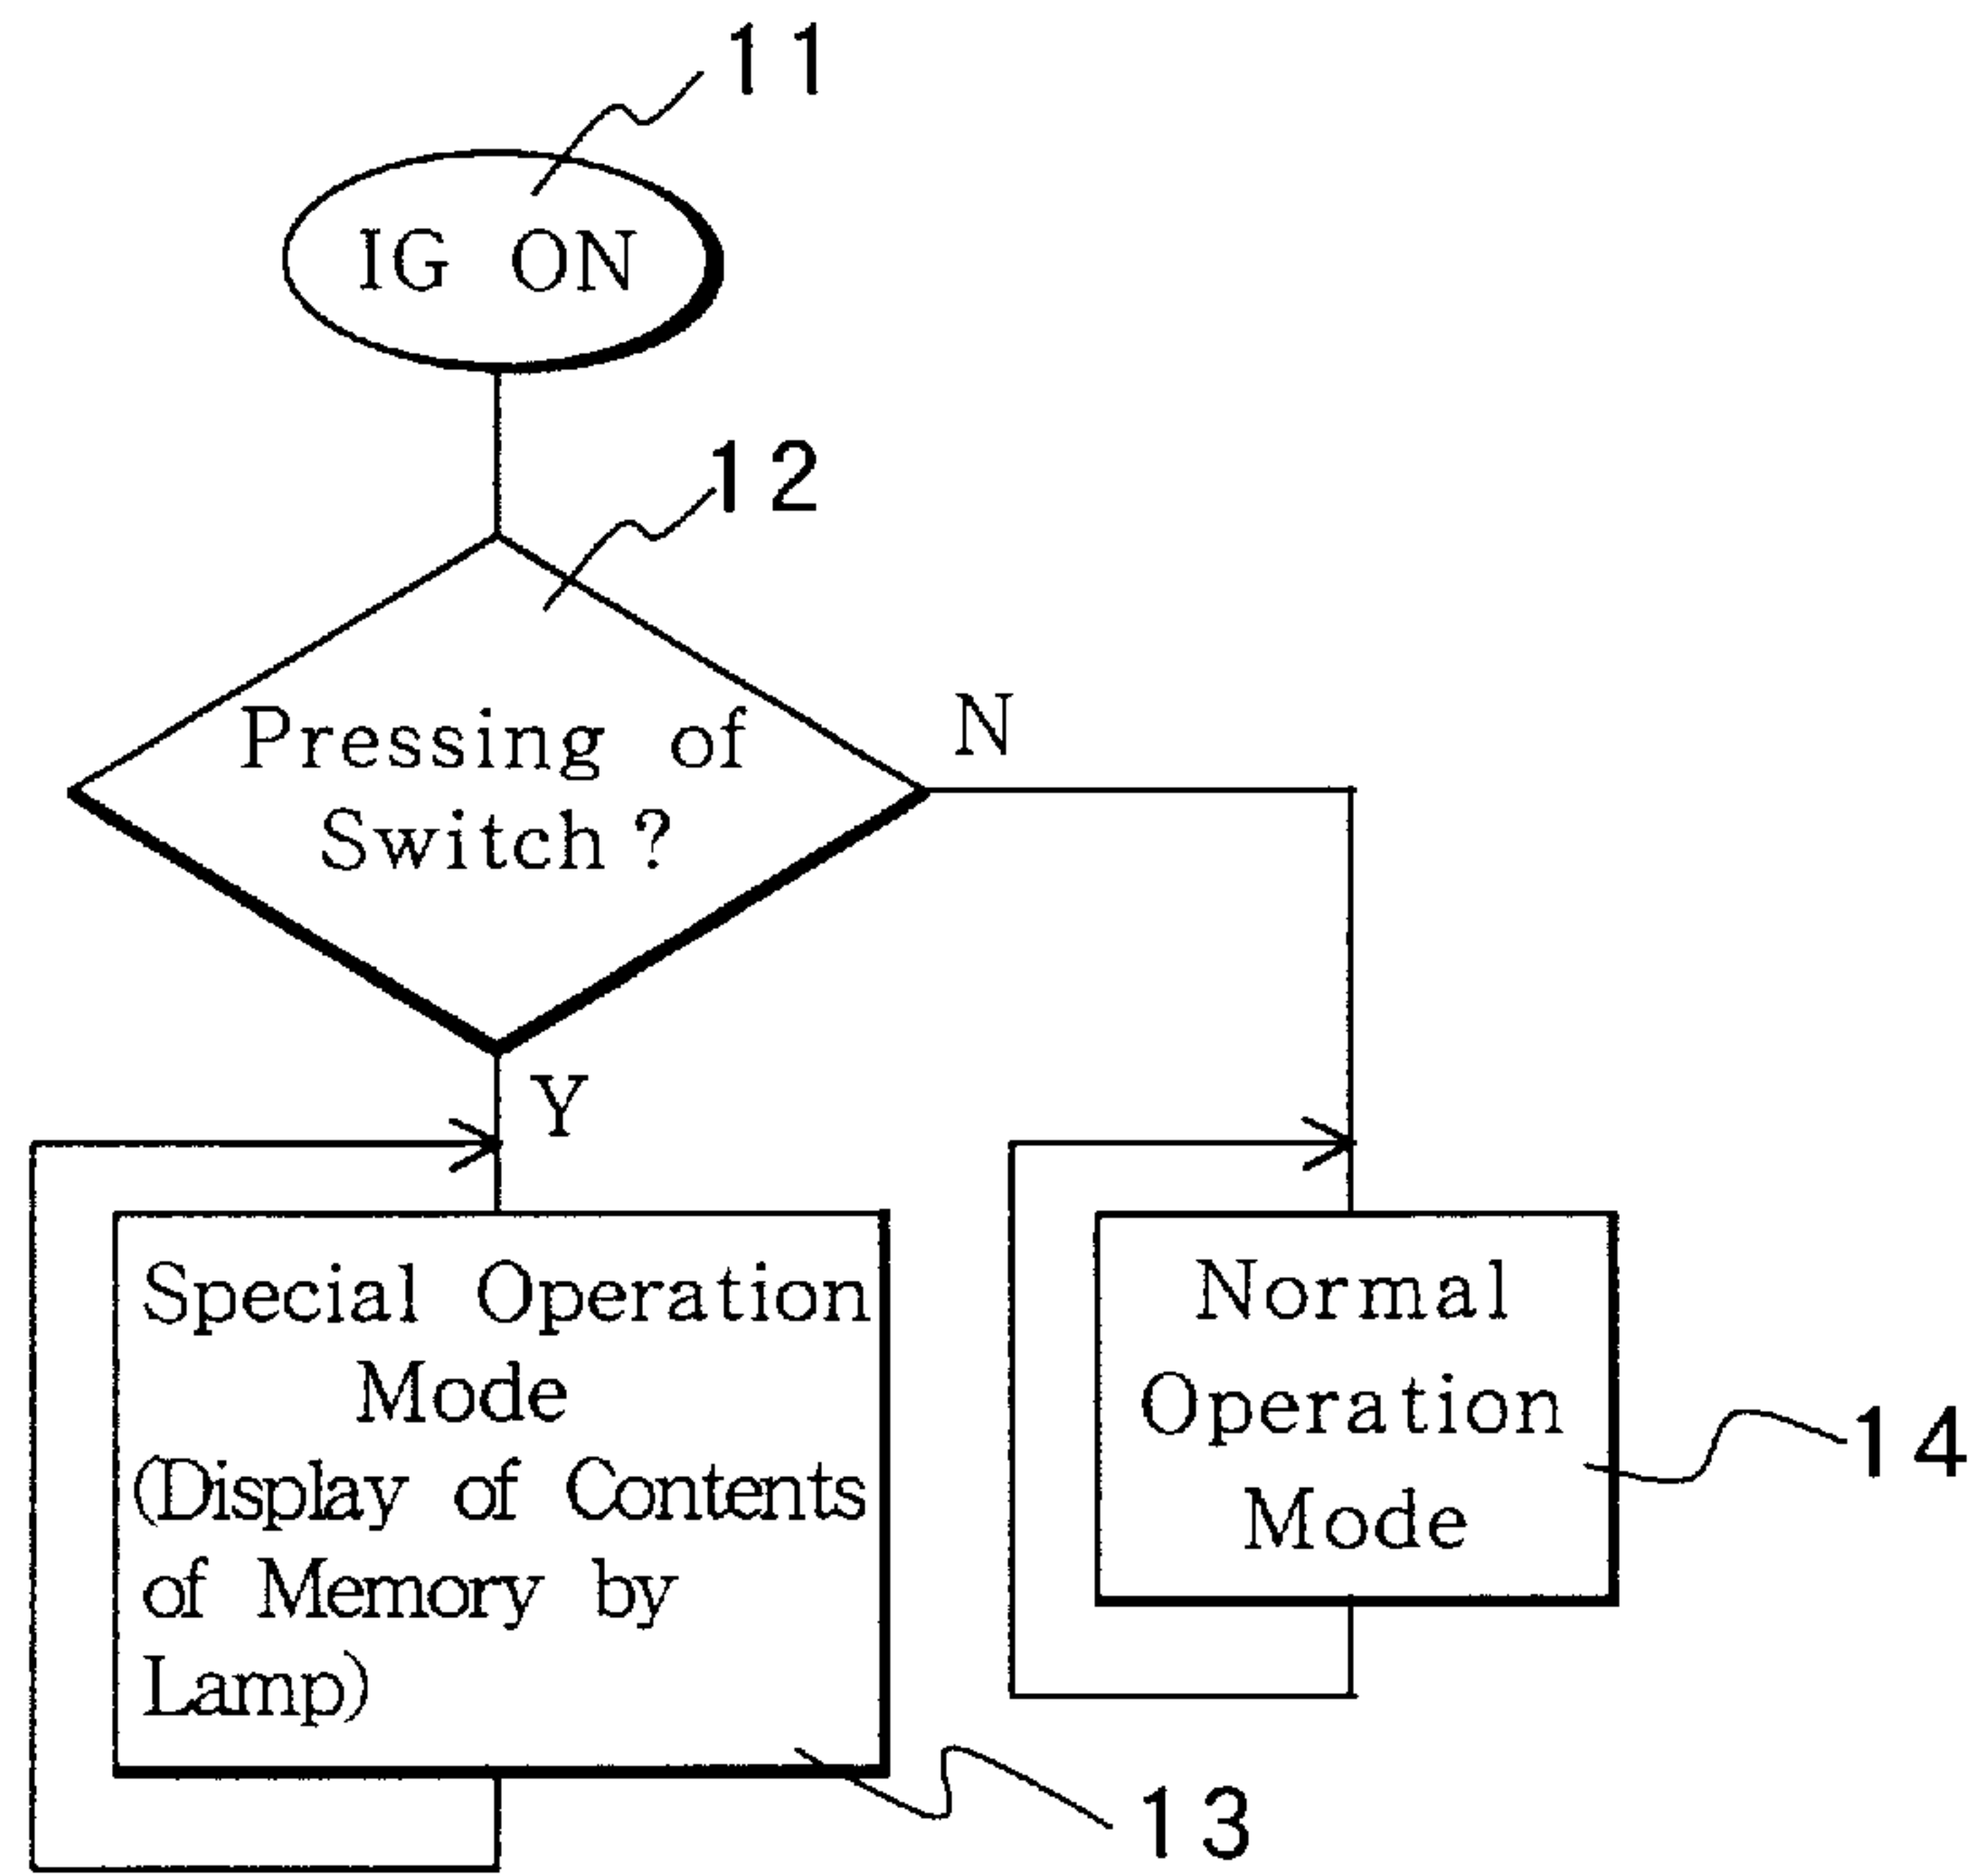 11
IG ON
12
Pressing of
Switch?
N
Y
Special Operation
Mode
(Display of Contents
of Memory by
Lamp)
13
Normal
Operation
Mode
14